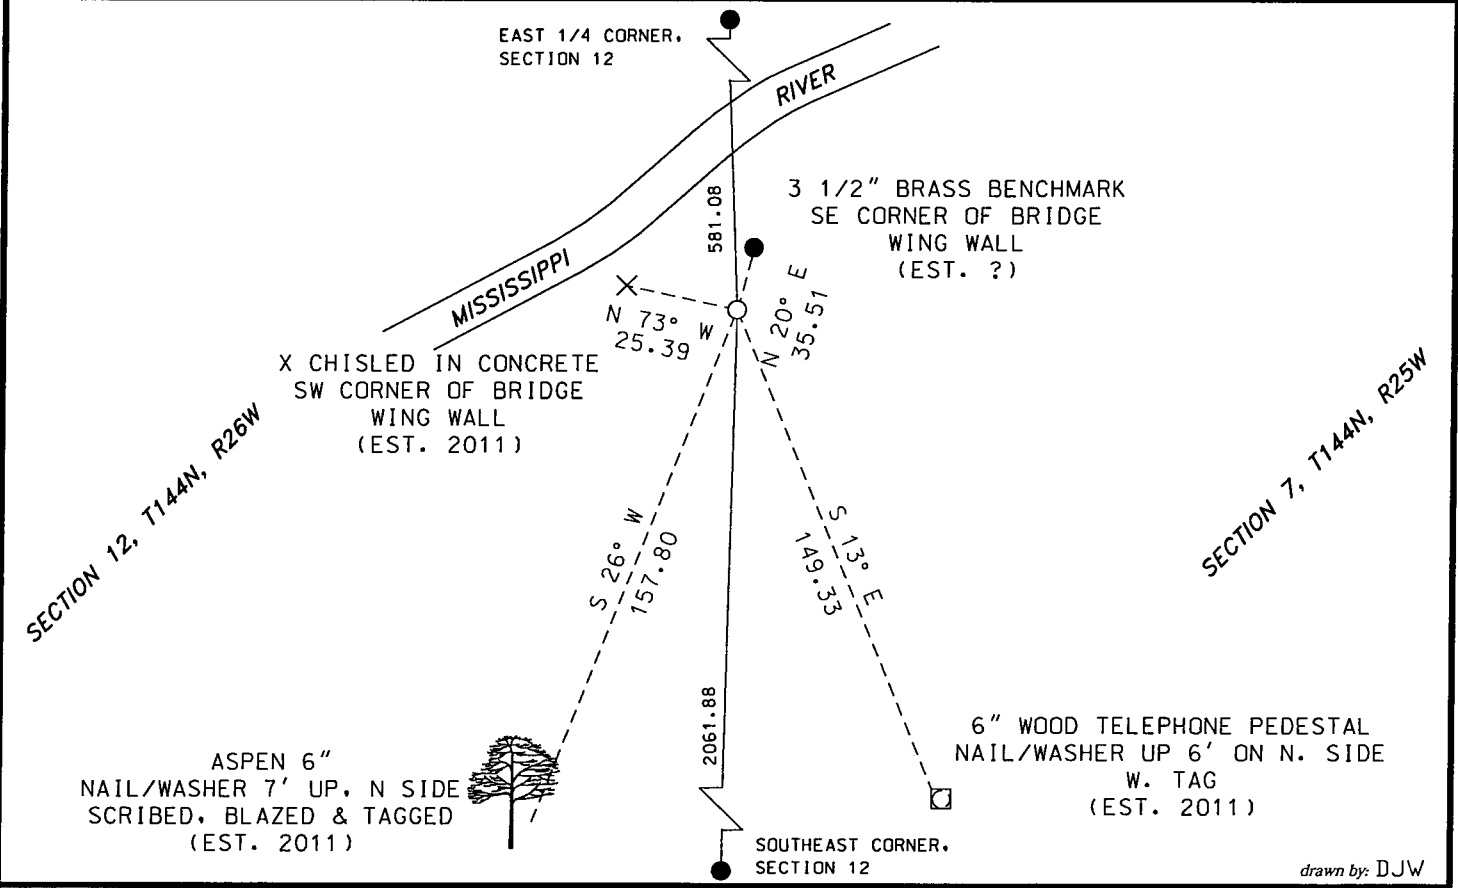 EAST 1/4 CORNER,
SECTION 12
RIVER
MISSISSIPPI
581.08
3 1/2" BRASS BENCHMARK
SE CORNER OF BRIDGE
WING WALL
(EST. ?)
N 20° E
35.51
N 73° W
25.39
X CHISLED IN CONCRETE
SW CORNER OF BRIDGE
WING WALL
(EST. 2011)
SECTION 12, T144N, R26W
SECTION 7, T144N, R25W
S 26° W
157.80
S 13° E
149.33
2061.88
ASPEN 6"
NAIL/WASHER 7' UP, N SIDE
SCRIBED, BLAZED & TAGGED
(EST. 2011)
6" WOOD TELEPHONE PEDESTAL
NAIL/WASHER UP 6' ON N. SIDE
W. TAG
(EST. 2011)
SOUTHEAST CORNER,
SECTION 12
drawn by: DJW